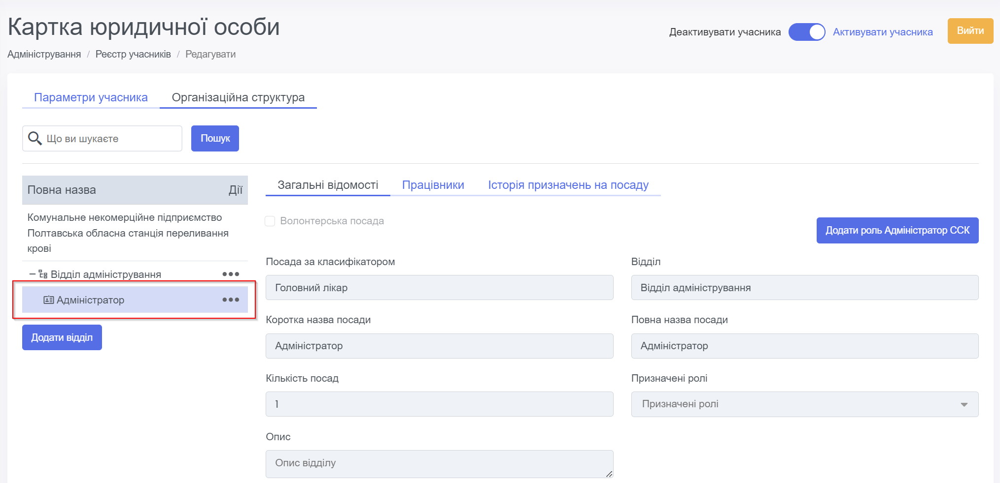 Картка юридичної особи
Деактивувати учасника Активувати учасника Вийти
Адміністрування / Реєстр учасників / Редагувати
Параметри учасника Організаційна структура
Що ви шукаєте Пошук
Повна назва Дії
Комунальне некомерційне підприємство
Полтавська обласна станція переливання
крові
Відділ адміністрування
Адміністратор
Додати відділ
Загальні відомості Працівники Історія призначень на посаду
Волонтерська посада
Додати роль Адміністратор ССК
Посада за класифікатором Відділ
Головний лікар Відділ адміністрування
Коротка назва посади Повна назва посади
Адміністратор Адміністратор
Кількість посад Призначені ролі
1 Призначені ролі
Опис
Опис відділу